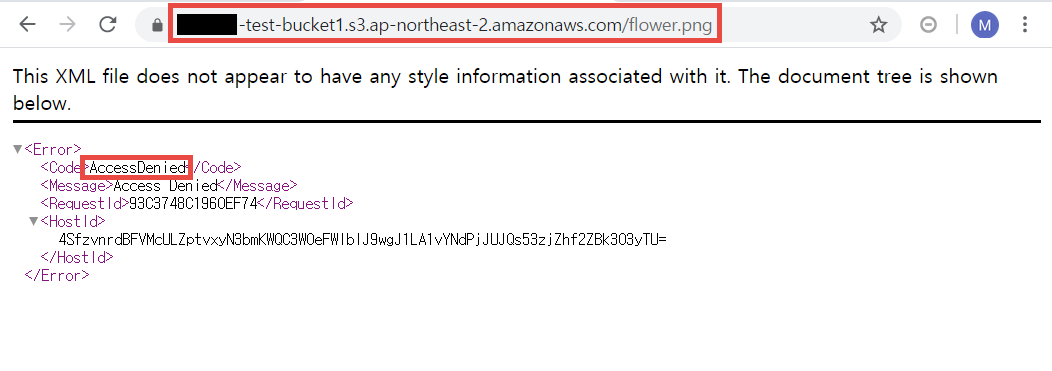 -test-bucket1.s3.ap-northeast-2.amazonaws.com/flower.png
M
This XML file does not appear to have any style information associated with it. The document tree is shown
below.
▼<Error>
<Code>AccessDenied</Code>
<Message>Access Denied</Message>
<RequestId>93C3748C1960EF74</RequestId>
▼<HostId>
4SfzvnrdBFVMcULZptvxyN3bmKWQC3WOeFWIbIJ9wgJ1LA1vYNdPjJUJQs53zjZhf2ZBk3O3yTU=
</HostId>
</Error>